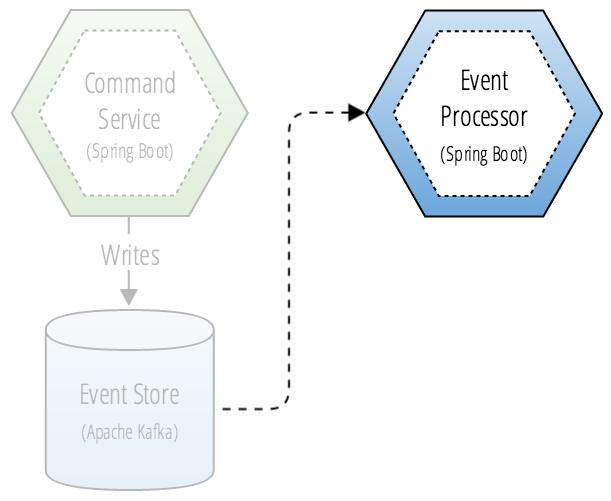 Command
Service
(Spring Boot)
Event
Processor
(Spring Boot)
Writes
Event Store
(Apache Kafka)